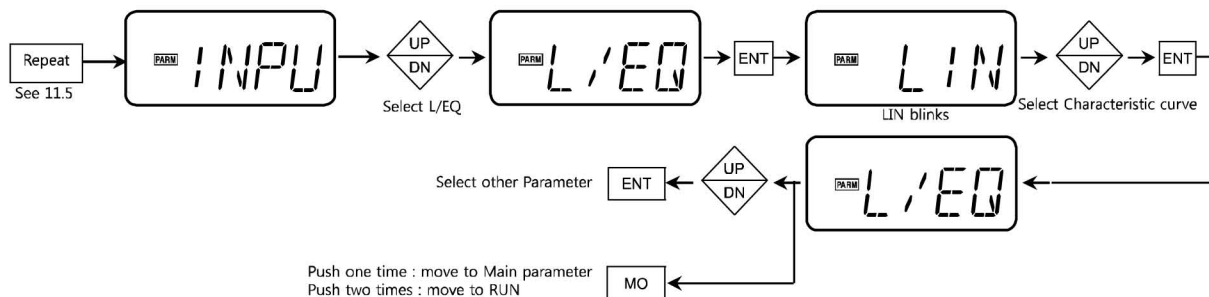 Repeat
See 11.5
PARM INPU
UP
DN
Select L/EQ
PARM L/EQ
ENT
PARM LIN
LIN blinks
UP
DN
Select Characteristic curve
ENT
Select other Parameter
ENT
UP
DN
PARM L/EQ
Push one time : move to Main parameter
Push two times : move to RUN
MO